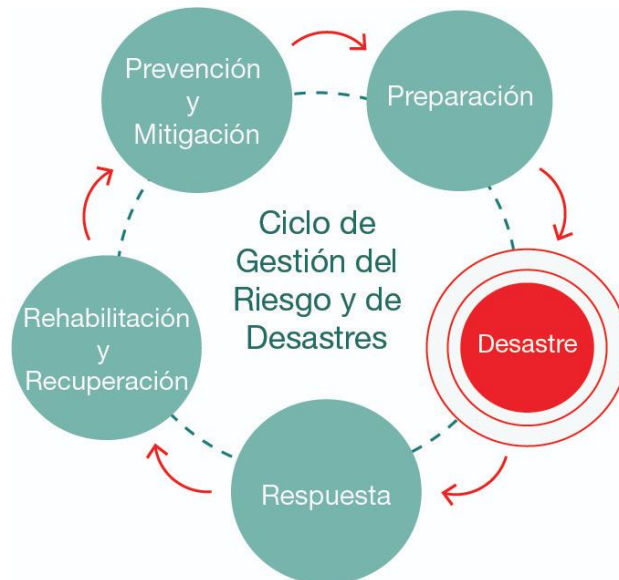 Prevención
y
Mitigación
Preparación
Ciclo de
Gestión del
Riesgo y de
Desastres
Desastre
Rehabilitación
y
Recuperación
Respuesta